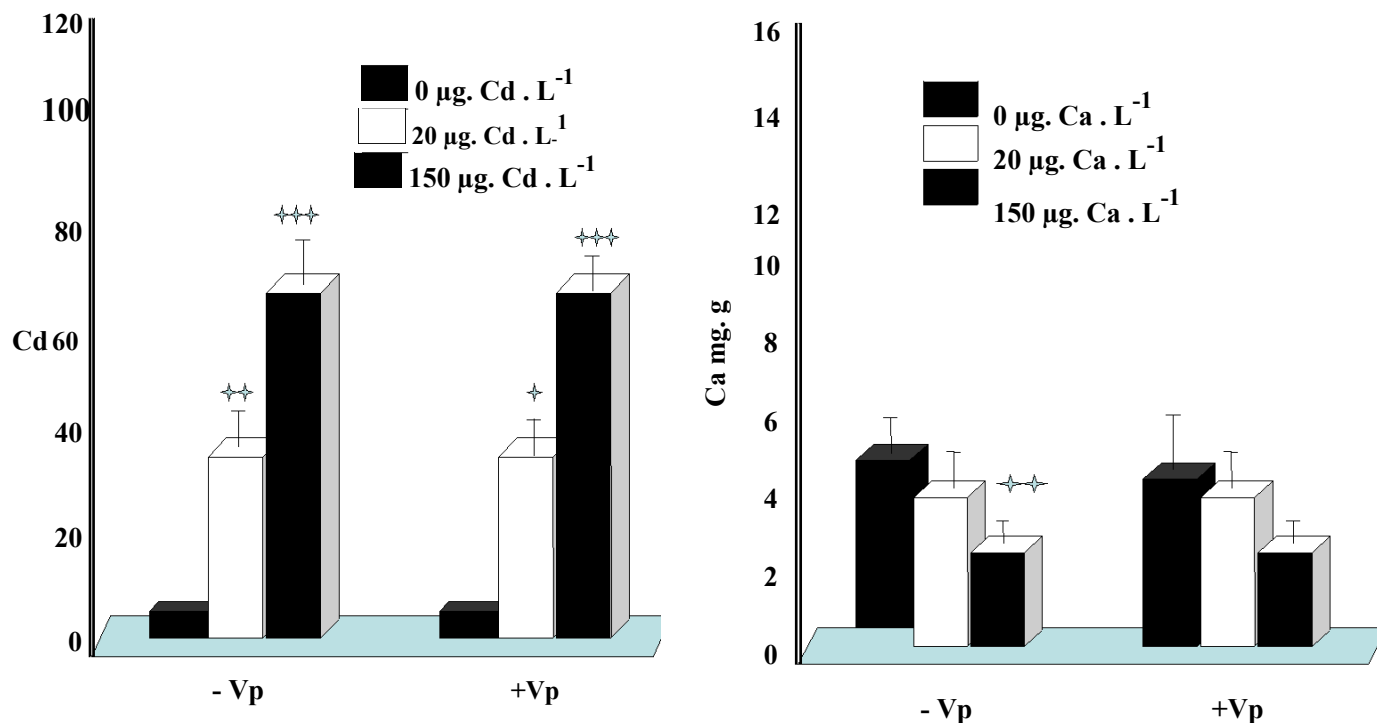 120
100
80
Cd 60
40
20
0
0 µg. Cd . L⁻¹
20 µg. Cd . L-¹
150 µg. Cd . L⁻¹
- Vp
+Vp
16
14
12
10
8
6
4
2
0
Ca mg. g
0 µg. Ca . L⁻¹
20 µg. Ca . L⁻¹
150 µg. Ca . L⁻¹
- Vp
+Vp